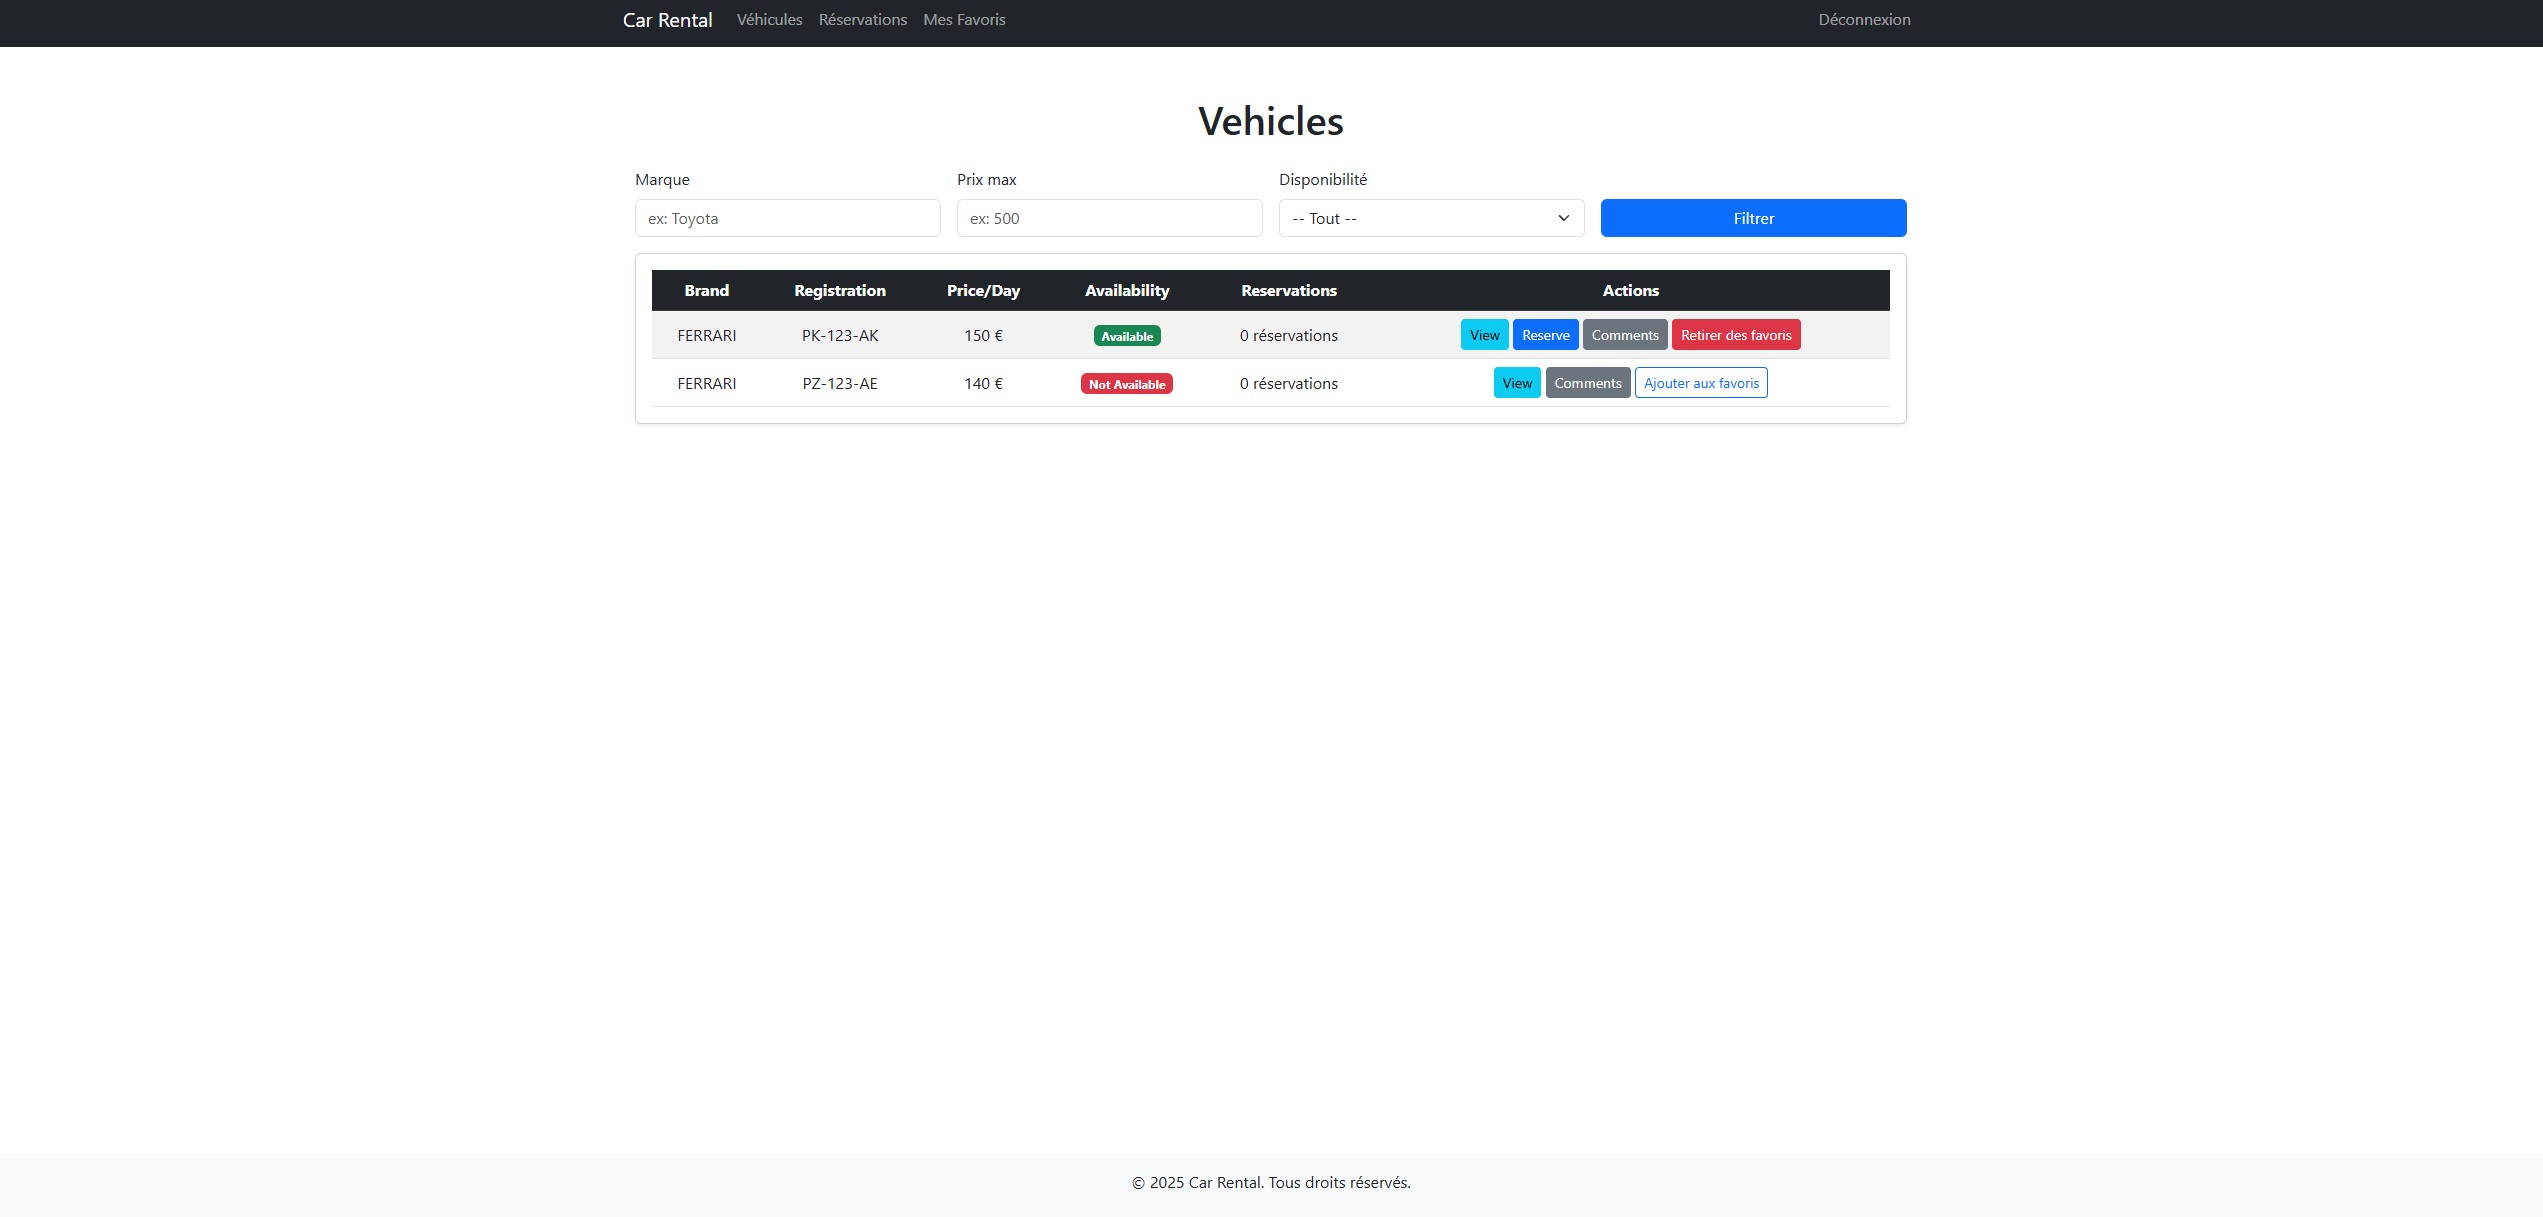 Car Rental Véhicules Réservations Mes Favoris Déconnexion
Vehicles
Marque Prix max Disponibilité
ex: Toyota ex: 500 -- Tout -- Filtrer
Brand Registration Price/Day Availability Reservations Actions
FERRARI PK-123-AK 150 € Available 0 réservations View Reserve Comments Retirer des favoris
FERRARI PZ-123-AE 140 € Not Available 0 réservations View Comments Ajouter aux favoris
© 2025 Car Rental. Tous droits réservés.